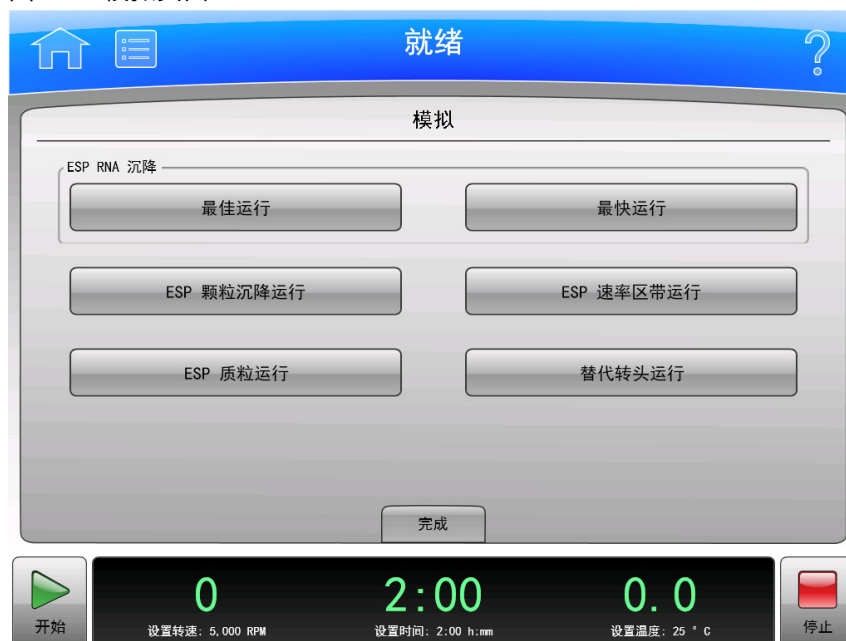 就绪
模拟
ESP RNA 沉降
最佳运行 最快运行
ESP 颗粒沉降运行 ESP 速率区带运行
ESP 质粒运行 替代转头运行
完成
0 2:00 0.0
开始 设置转速: 5,000 RPM 设置时间: 2:00 h:mm 设置温度: 25 ° C 停止